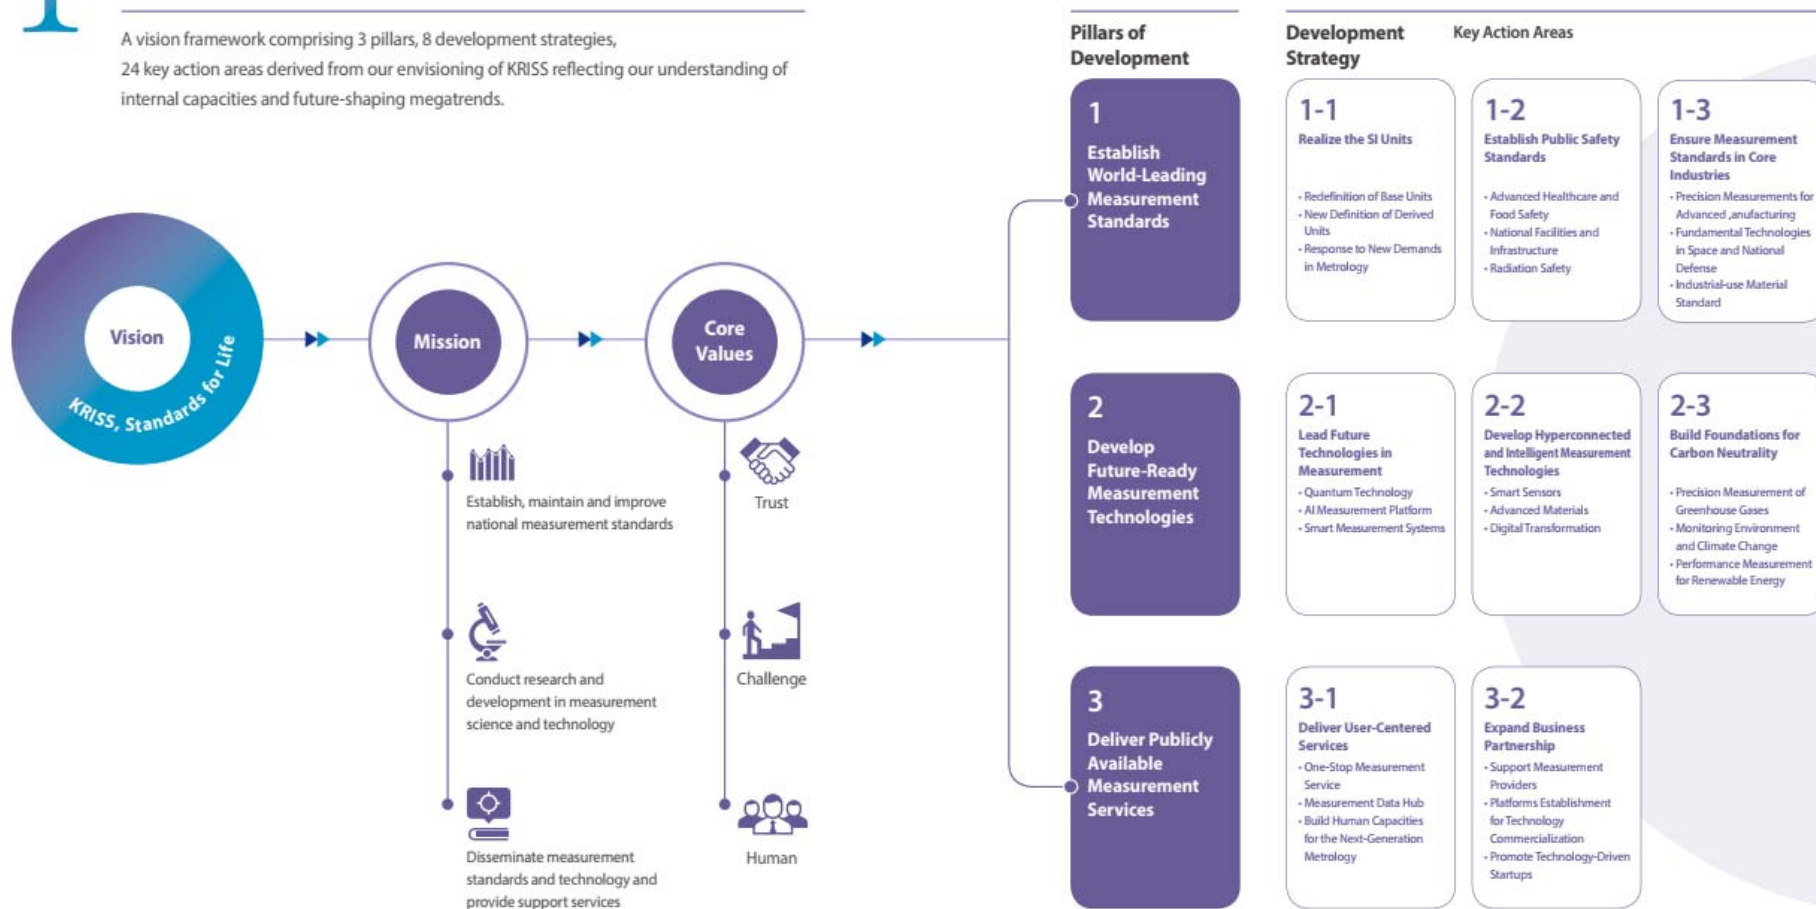 A vision framework comprising 3 pillars, 8 development strategies,
24 key action areas derived from our envisioning of KRISS reflecting our understanding of
internal capacities and future-shaping megatrends.
Vision
KRISS, Standards for Life
Mission
Establish, maintain and improve
national measurement standards
Conduct research and
development in measurement
science and technology
Disseminate measurement
standards and technology and
provide support services
Core
Values
Trust
Challenge
Human
Pillars of
Development
Development
Strategy
Key Action Areas
1
Establish
World-Leading
Measurement
Standards
1-1
Realize the SI Units
• Redefinition of Base Units
• New Definition of Derived
Units
• Response to New Demands
in Metrology
1-2
Establish Public Safety
Standards
• Advanced Healthcare and
Food Safety
• National Facilities and
Infrastructure
• Radiation Safety
1-3
Ensure Measurement
Standards in Core
Industries
• Precision Measurements for
Advanced ,anufacturing
• Fundamental Technologies
in Space and National
Defense
• Industrial-use Material
Standard
2
Develop
Future-Ready
Measurement
Technologies
2-1
Lead Future
Technologies in
Measurement
• Quantum Technology
• AI Measurement Platform
• Smart Measurement Systems
2-2
Develop Hyperconnected
and Intelligent Measurement
Technologies
• Smart Sensors
• Advanced Materials
• Digital Transformation
2-3
Build Foundations for
Carbon Neutrality
• Precision Measurement of
Greenhouse Gases
• Monitoring Environment
and Climate Change
• Performance Measurement
for Renewable Energy
3
Deliver Publicly
Available
Measurement
Services
3-1
Deliver User-Centered
Services
• One-Stop Measurement
Service
• Measurement Data Hub
• Build Human Capacities
for the Next-Generation
Metrology
3-2
Expand Business
Partnership
• Support Measurement
Providers
• Platforms Establishment
for Technology
Commercialization
• Promote Technology-Driven
Startups